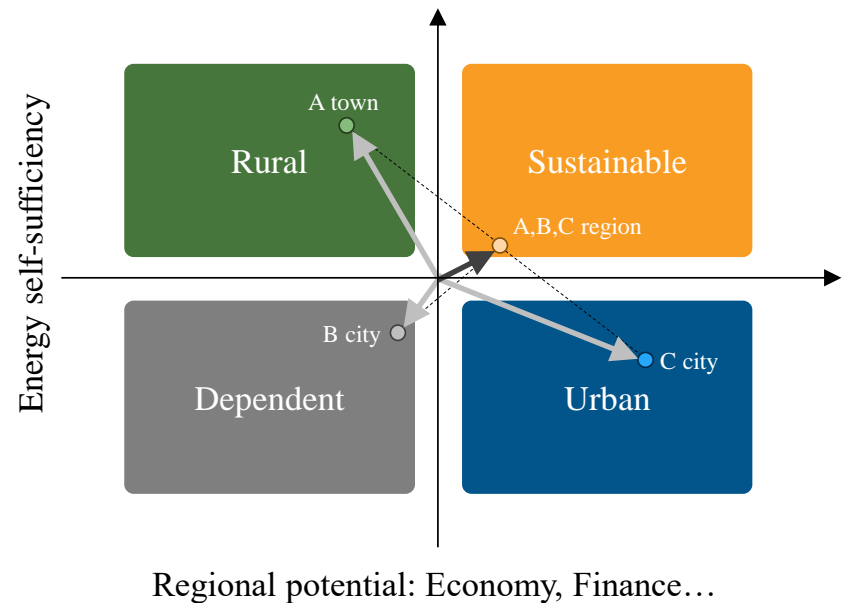 Energy self-sufficiency
A town
Rural
Sustainable
A,B,C region
B city
C city
Dependent
Urban
Regional potential: Economy, Finance…